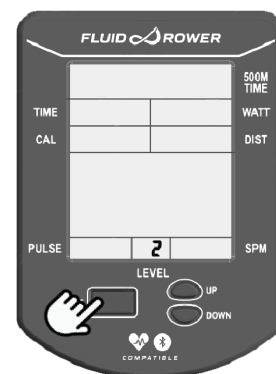 FLUID ROWER
500M
TIME
TIME WATT
CAL DIST
PULSE 2 SPM
LEVEL
UP
DOWN
COMPATIBLE